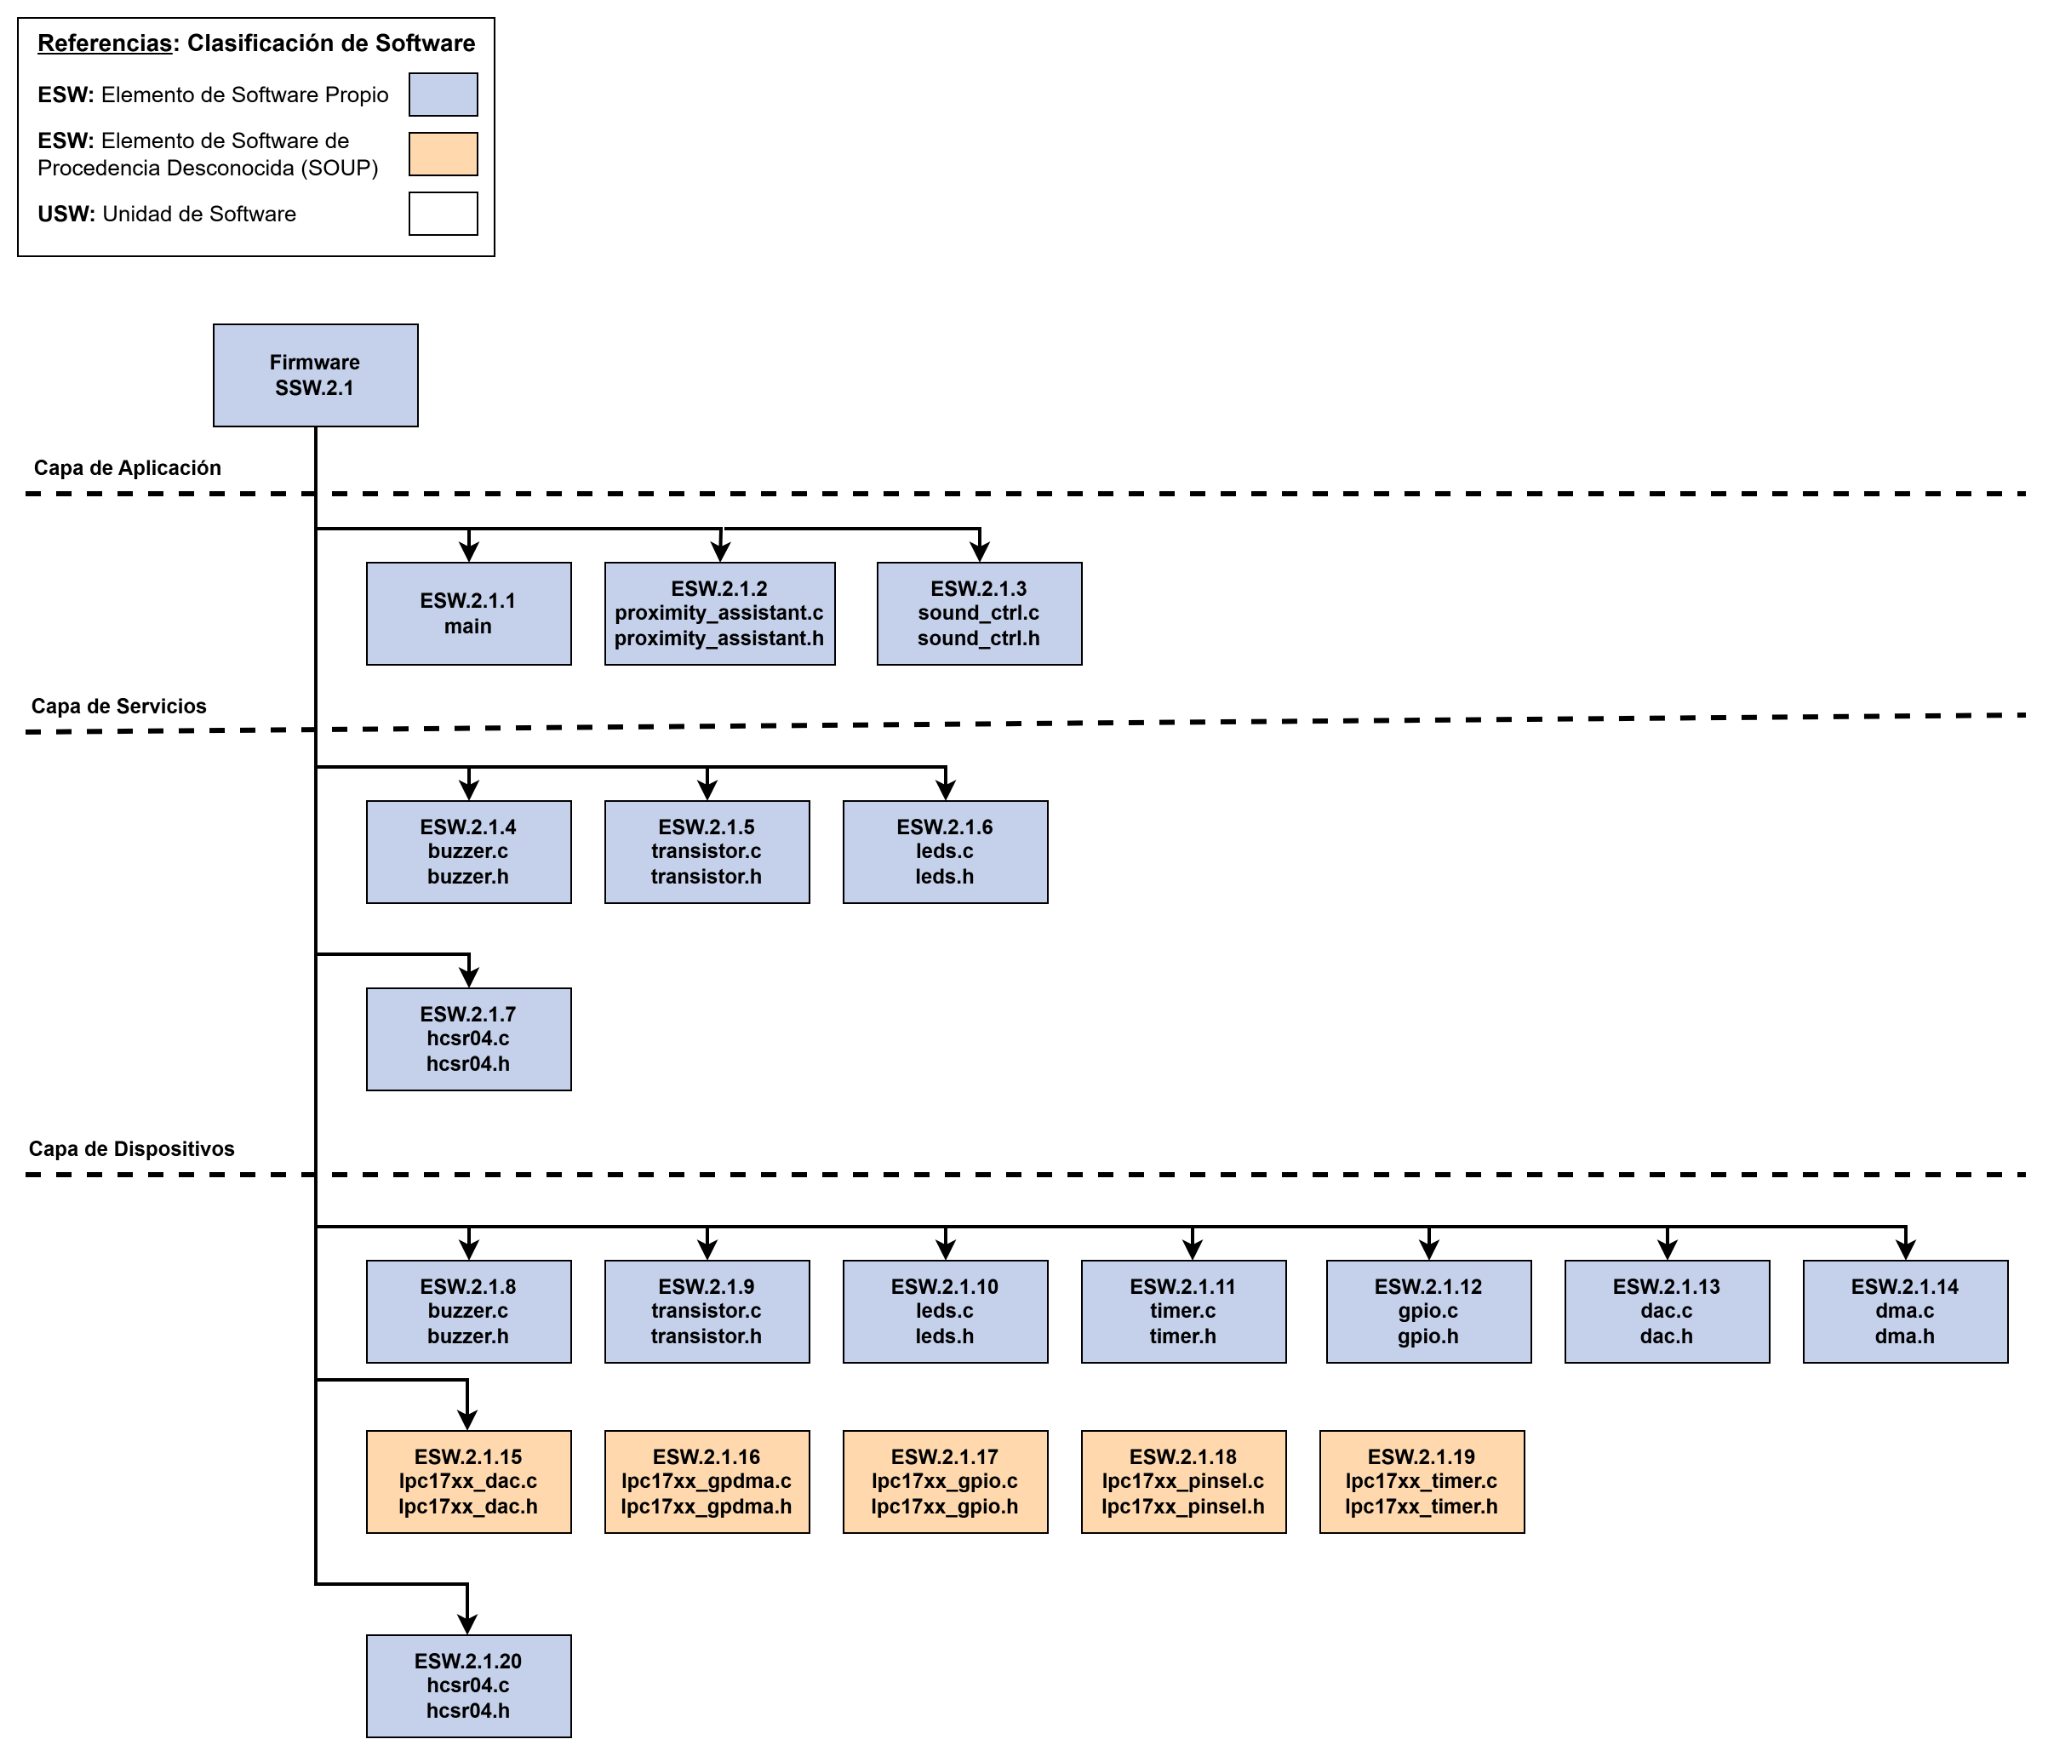 Referencias: Clasificación de Software
ESW: Elemento de Software Propio
ESW: Elemento de Software de
Procedencia Desconocida (SOUP)
USW: Unidad de Software
Firmware
SSW.2.1
Capa de Aplicación
ESW.2.1.1
main
ESW.2.1.2
proximity_assistant.c
proximity_assistant.h
ESW.2.1.3
sound_ctrl.c
sound_ctrl.h
Capa de Servicios
ESW.2.1.4
buzzer.c
buzzer.h
ESW.2.1.5
transistor.c
transistor.h
ESW.2.1.6
leds.c
leds.h
ESW.2.1.7
hcsr04.c
hcsr04.h
Capa de Dispositivos
ESW.2.1.8
buzzer.c
buzzer.h
ESW.2.1.9
transistor.c
transistor.h
ESW.2.1.10
leds.c
leds.h
ESW.2.1.11
timer.c
timer.h
ESW.2.1.12
gpio.c
gpio.h
ESW.2.1.13
dac.c
dac.h
ESW.2.1.14
dma.c
dma.h
ESW.2.1.15
lpc17xx_dac.c
lpc17xx_dac.h
ESW.2.1.16
lpc17xx_gpdma.c
lpc17xx_gpdma.h
ESW.2.1.17
lpc17xx_gpio.c
lpc17xx_gpio.h
ESW.2.1.18
lpc17xx_pinsel.c
lpc17xx_pinsel.h
ESW.2.1.19
lpc17xx_timer.c
lpc17xx_timer.h
ESW.2.1.20
hcsr04.c
hcsr04.h